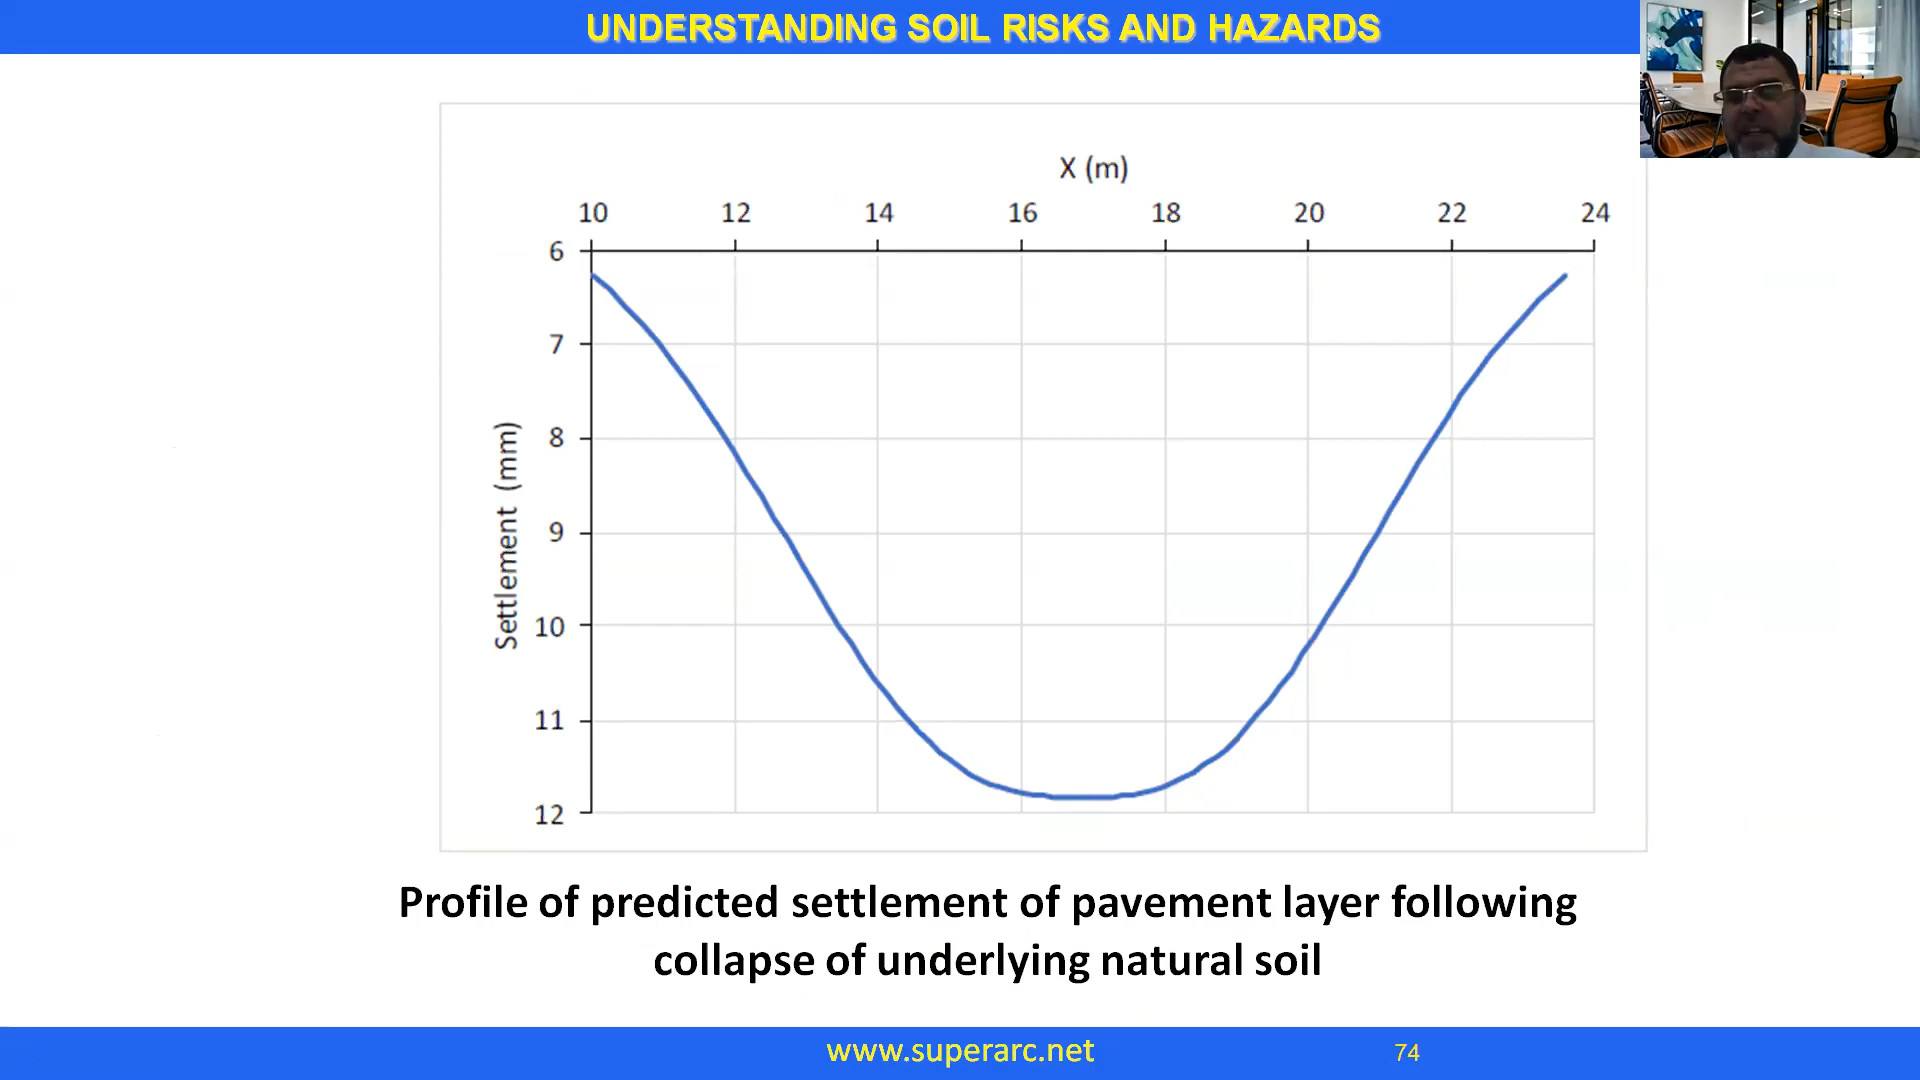 UNDERSTANDING SOIL RISKS AND HAZARDS
X (m)
10 12 14 16 18 20 22 24
6
7
8
9
10
11
12
Settlement (mm)
Profile of predicted settlement of pavement layer following
collapse of underlying natural soil
www.superarc.net
74